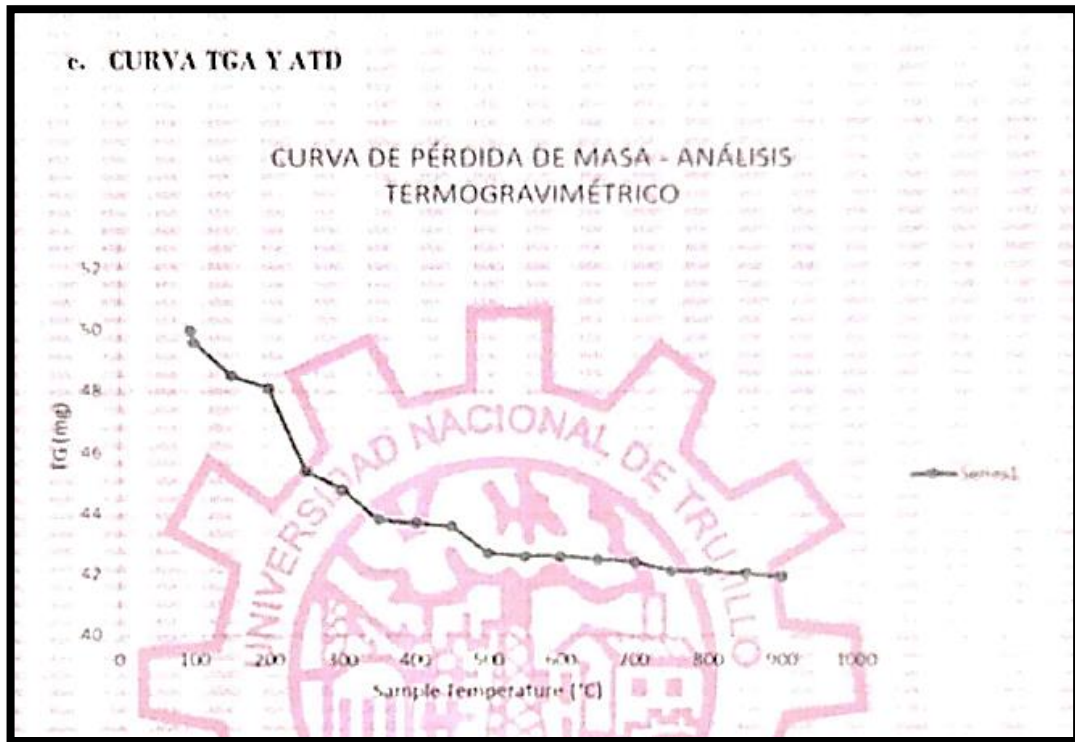 c. CURVA TGA Y ATD
CURVA DE PÉRDIDA DE MASA - ANÁLISIS
TERMOGRAVIMÉTRICO
52
50
48
46
44
42
40
TG (mg)
0 100 200 300 400 500 600 700 800 900 1000
Sample Temperature (°C)
Series1
UNIVERSIDAD NACIONAL DE TRUJILLO